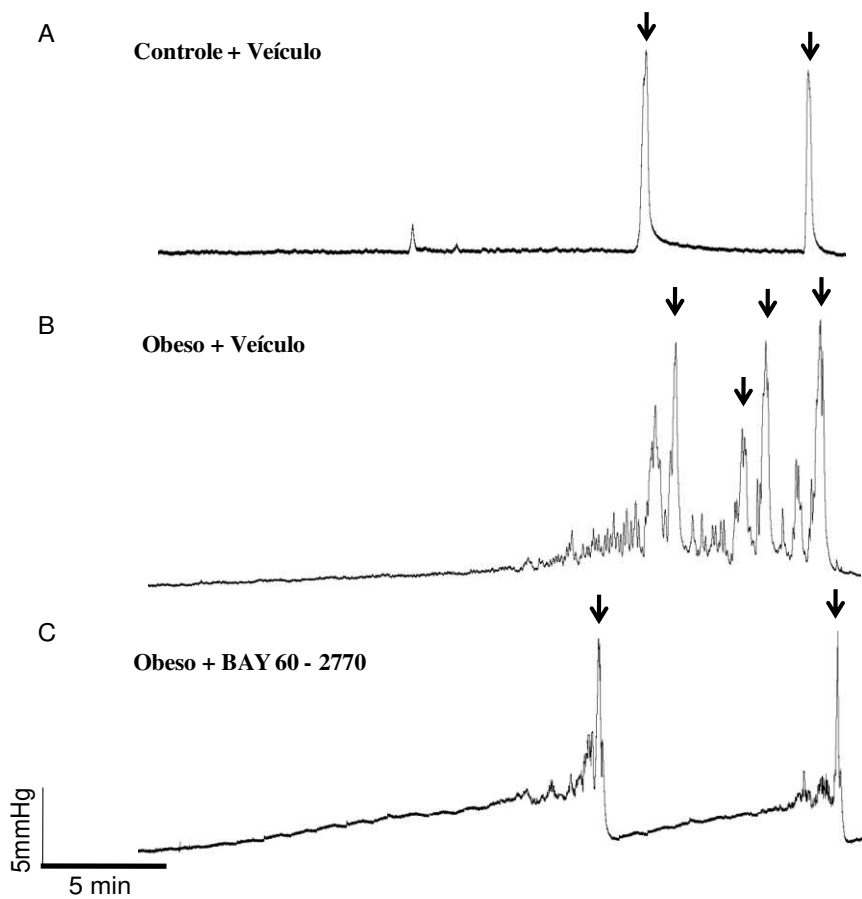 A
Controle + Veículo
B
Obeso + Veículo
C
Obeso + BAY 60 - 2770
5mmHg
5 min